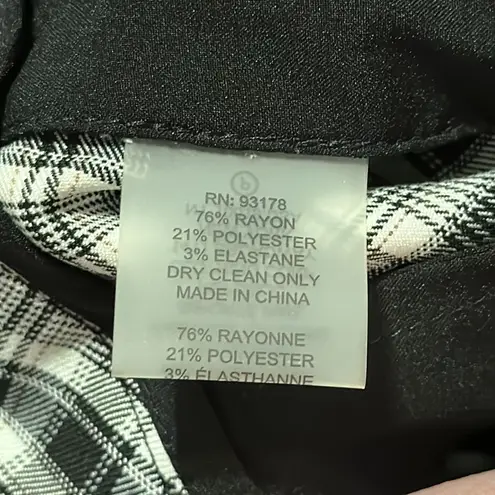 RN: 93178
76% RAYON
21% POLYESTER
3% ELASTANE
DRY CLEAN ONLY
MADE IN CHINA
76% RAYONNE
21% POLYESTER
3% ÉLASTHANNE